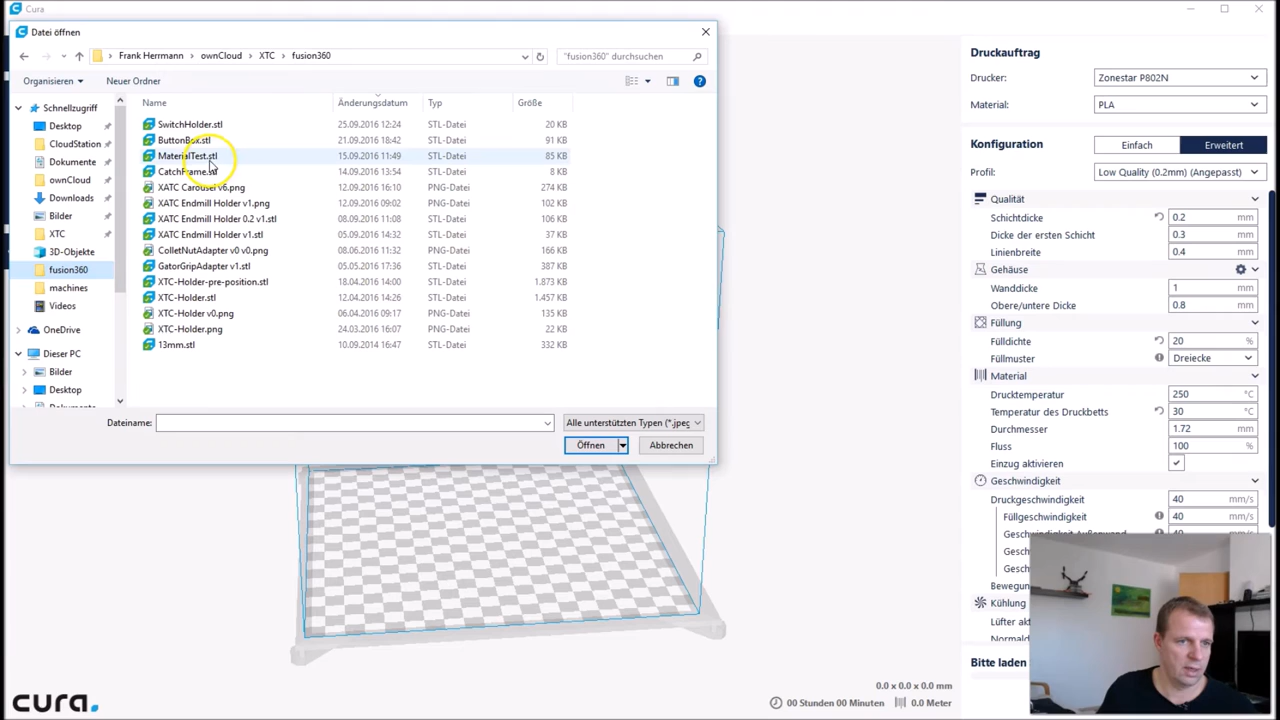 Cura
Datei öffnen
Frank Herrmann > ownCloud > XTC > fusion360
"fusion360" durchsuchen
Organisieren
Neuer Ordner
Schnellzugriff
Desktop
CloudStation
Dokumente
ownCloud
Downloads
Bilder
XTC
3D-Objekte
fusion360
machines
Videos
OneDrive
Dieser PC
Bilder
Desktop
Name Änderungsdatum Typ Größe
SwitchHolder.stl 25.09.2016 12:24 STL-Datei 20 KB
ButtonBox.stl 21.09.2016 18:42 STL-Datei 91 KB
MaterialTest.stl 15.09.2016 11:49 STL-Datei 85 KB
CatchFrame.stl 14.09.2016 13:54 STL-Datei 8 KB
XATC Carousel v6.png 12.09.2016 16:10 PNG-Datei 274 KB
XATC Endmill Holder v1.png 12.09.2016 09:02 PNG-Datei 102 KB
XATC Endmill Holder 0.2 v1.stl 08.09.2016 11:08 STL-Datei 106 KB
XATC Endmill Holder v1.stl 05.09.2016 14:32 STL-Datei 37 KB
ColletNutAdapter v0 v0.png 08.06.2016 11:32 PNG-Datei 166 KB
GatorGripAdapter v1.stl 05.05.2016 17:36 STL-Datei 387 KB
XTC-Holder-pre-position.stl 18.04.2016 14:00 STL-Datei 1.873 KB
XTC-Holder.stl 12.04.2016 14:26 STL-Datei 1.457 KB
XTC-Holder v0.png 06.04.2016 09:17 PNG-Datei 135 KB
XTC-Holder.png 24.03.2016 16:07 PNG-Datei 22 KB
13mm.stl 10.09.2014 16:47 STL-Datei 332 KB
Dateiname:
Alle unterstützten Typen (*.jpeg
Öffnen
Abbrechen
Druckauftrag
Drucker: Zonestar P802N
Material: PLA
Konfiguration Einfach Erweitert
Profil: Low Quality (0.2mm) (Angepasst)
Qualität
Schichtdicke 0.2 mm
Dicke der ersten Schicht 0.3 mm
Linienbreite 0.4 mm
Gehäuse
Wanddicke 1 mm
Obere/untere Dicke 0.8 mm
Füllung
Fülldichte 20 %
Füllmuster Dreiecke
Material
Drucktemperatur 250 °C
Temperatur des Druckbetts 30 °C
Durchmesser 1.72 mm
Fluss 100 %
Einzug aktivieren
Geschwindigkeit
Druckgeschwindigkeit 40 mm/s
Füllgeschwindigkeit 40 mm/s
Gesch
Gesch
Bewegun
Kühlung
Lüfter ak
Bitte laden
0.0 x 0.0 x 0.0 mm
00 Stunden 00 Minuten 0.0 Meter
cura.